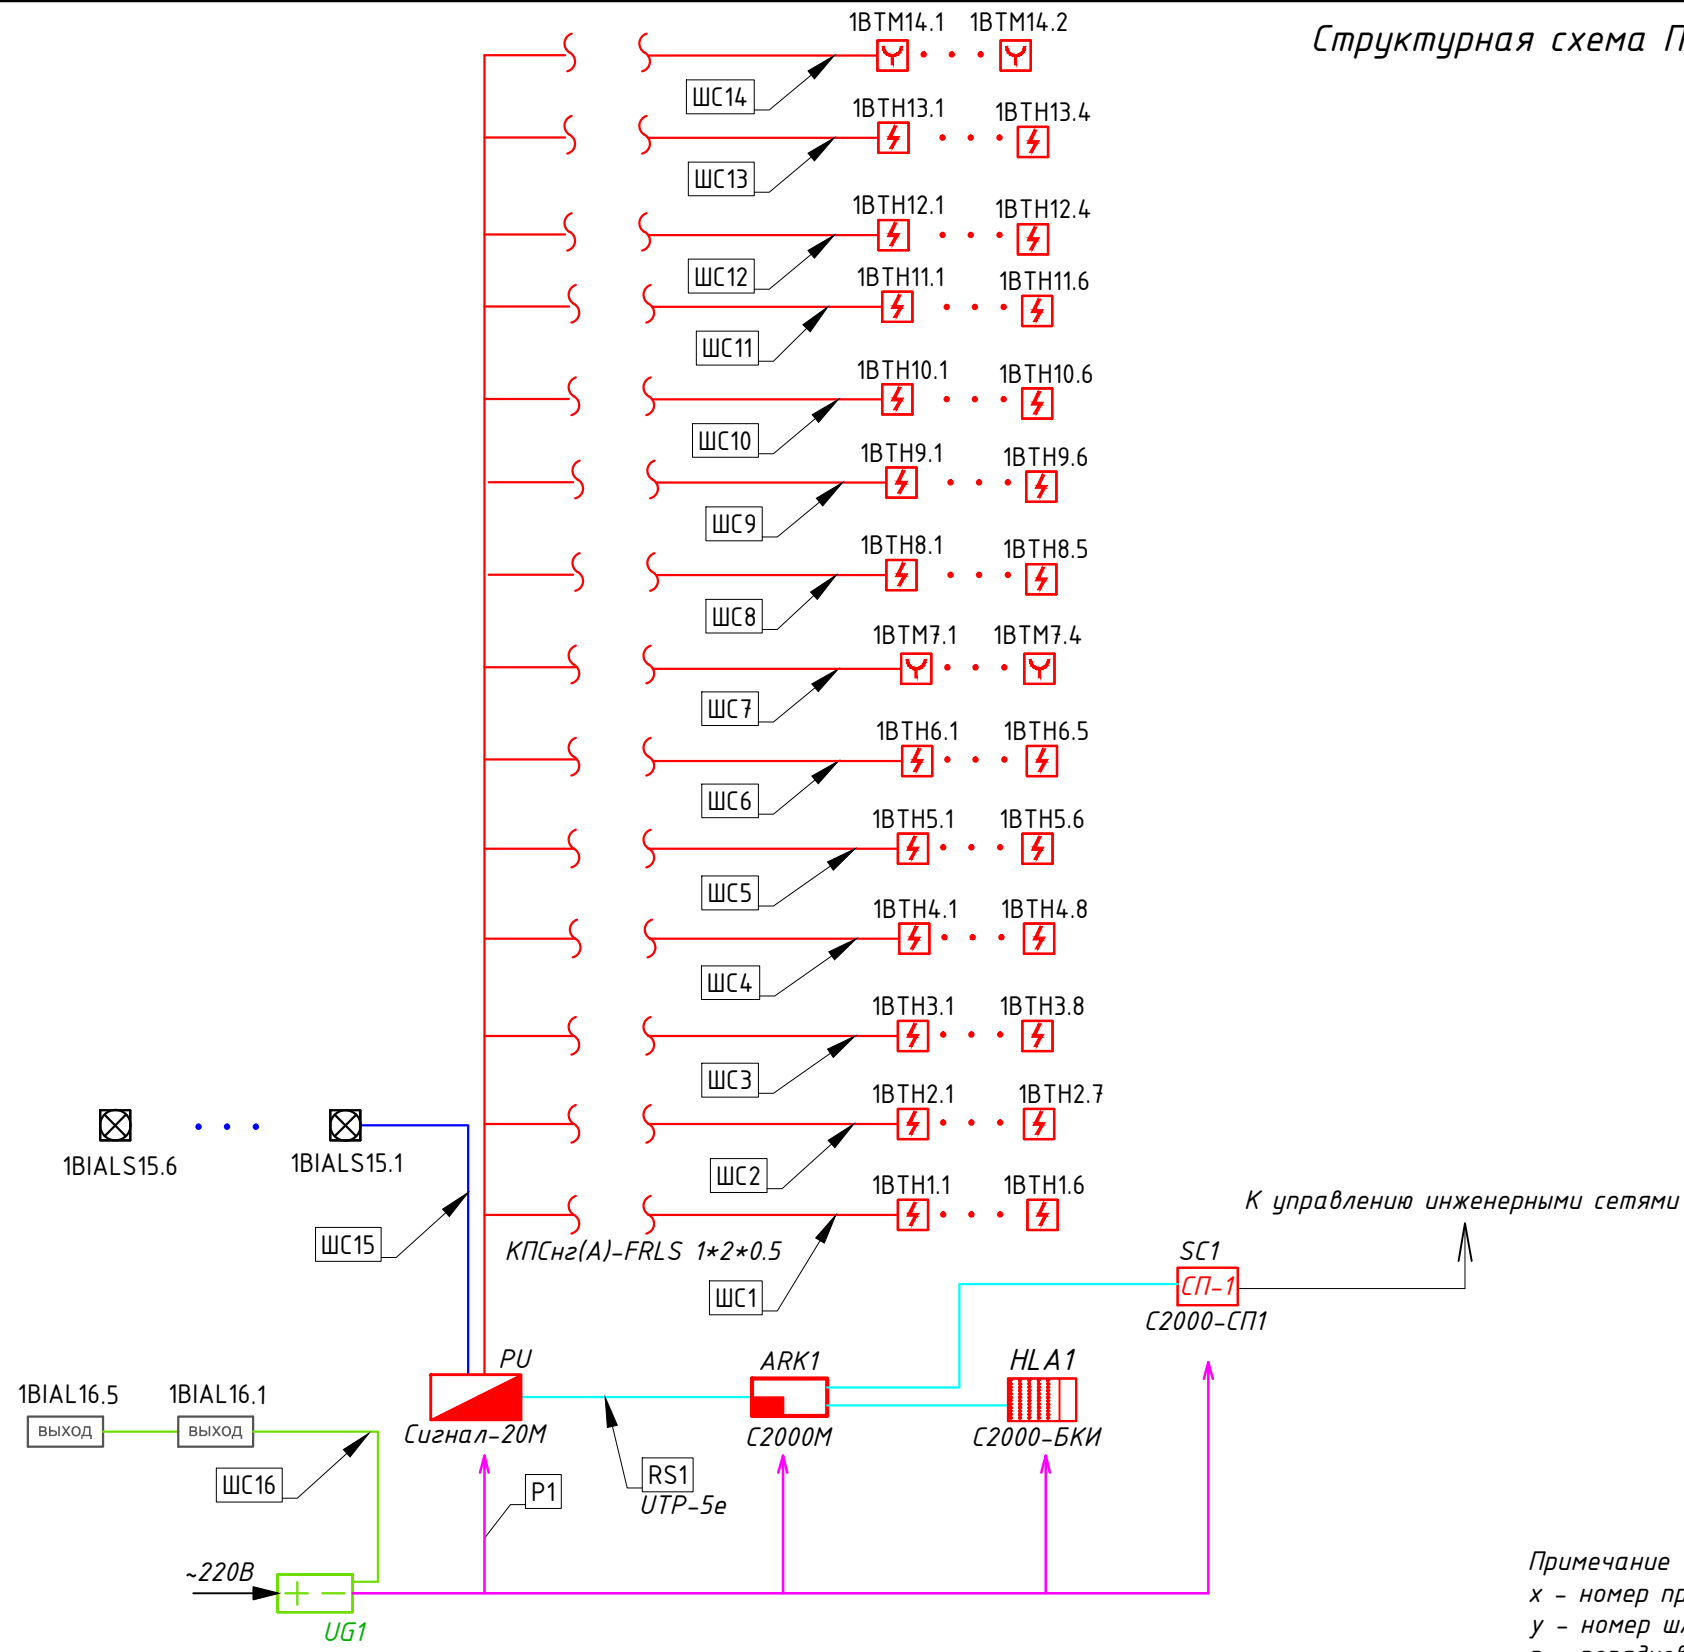 1BTM14.1 1BTM14.2
Структурная схема П
ШС14
1BTH13.1 1BTH13.4
ШС13
1BTH12.1 1BTH12.4
ШС12
1BTH11.1 1BTH11.6
ШС11
1BTH10.1 1BTH10.6
ШС10
1BTH9.1 1BTH9.6
ШС9
1BTH8.1 1BTH8.5
ШС8
1BTM7.1 1BTM7.4
ШС7
1BTH6.1 1BTH6.5
ШС6
1BTH5.1 1BTH5.6
ШС5
1BTH4.1 1BTH4.8
ШС4
1BTH3.1 1BTH3.8
ШС3
1BTH2.1 1BTH2.7
ШС2
1BIALS15.6 1BIALS15.1
1BTH1.1 1BTH1.6
К управлению инженерными сетями
ШС15
КПСнг(А)-FRLS 1*2*0.5
SC1
СП-1
ШС1
С2000-СП1
PU
ARK1
HLA1
1BIAL16.5 1BIAL16.1
ВЫХОД ВЫХОД
Сигнал-20М
С2000М
С2000-БКИ
ШС16
P1
RS1
UTP-5e
~220В
+ −
UG1
Примечание
х - номер пр
у - номер шл